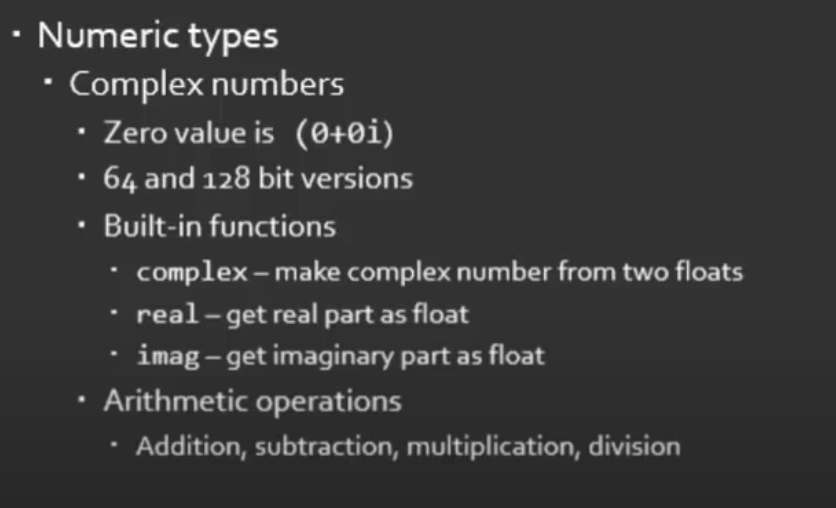 Numeric types
Complex numbers
Zero value is (0+0i)
64 and 128 bit versions
Built-in functions
complex – make complex number from two floats
real – get real part as float
imag – get imaginary part as float
Arithmetic operations
Addition, subtraction, multiplication, division